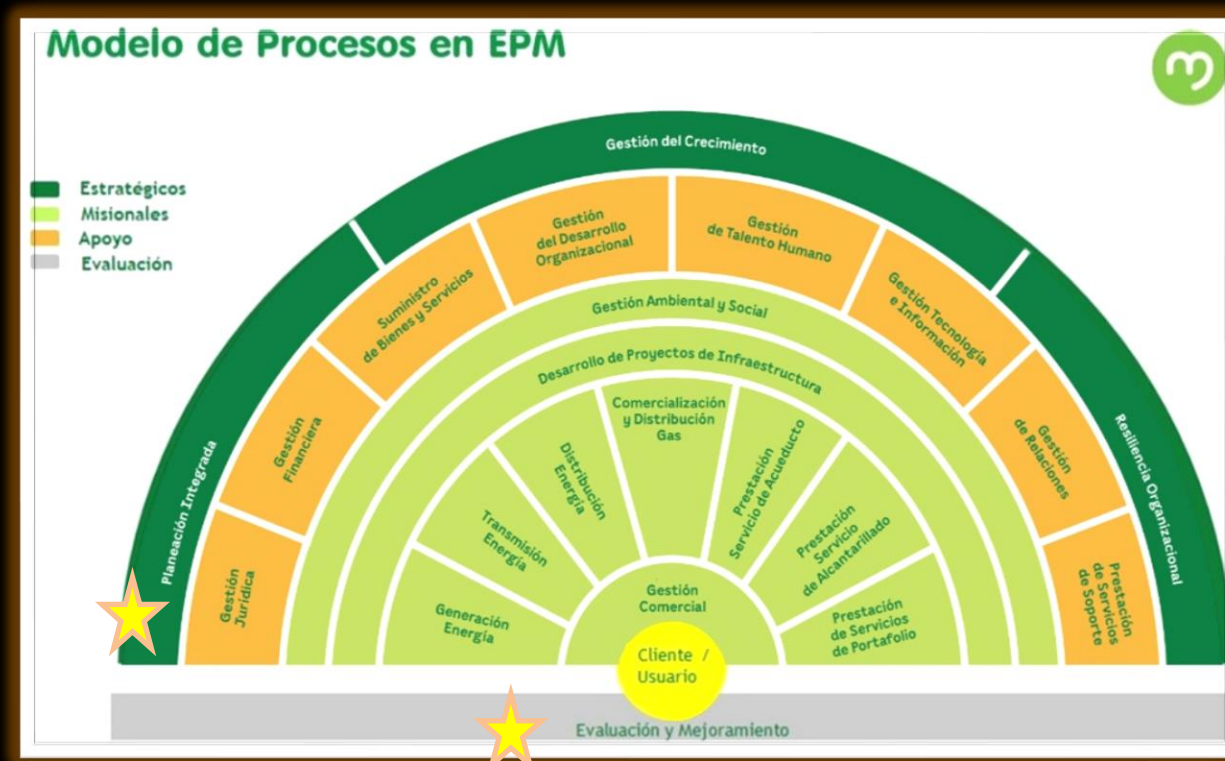 Modelo de Procesos en EPM
Estratégicos
Misionales
Apoyo
Evaluación
Planeación Integrada
Gestión del Crecimiento
Resiliencia Organizacional
Gestión
Jurídica
Gestión
Financiera
Suministro
de Bienes y Servicios
Gestión
del Desarrollo
Organizacional
Gestión
de Talento Humano
Gestión Tecnología
e Información
Gestión
de Relaciones
Prestación
de Servicios
de Soporte
Gestión Ambiental y Social
Desarrollo de Proyectos de Infraestructura
Generación
Energía
Transmisión
Energía
Distribución
Energía
Comercialización
y Distribución
Gas
Prestación
Servicio de Acueducto
Prestación
Servicio
de Alcantarillado
Prestación
de Servicios
de Portafolio
Gestión
Comercial
Cliente /
Usuario
Evaluación y Mejoramiento